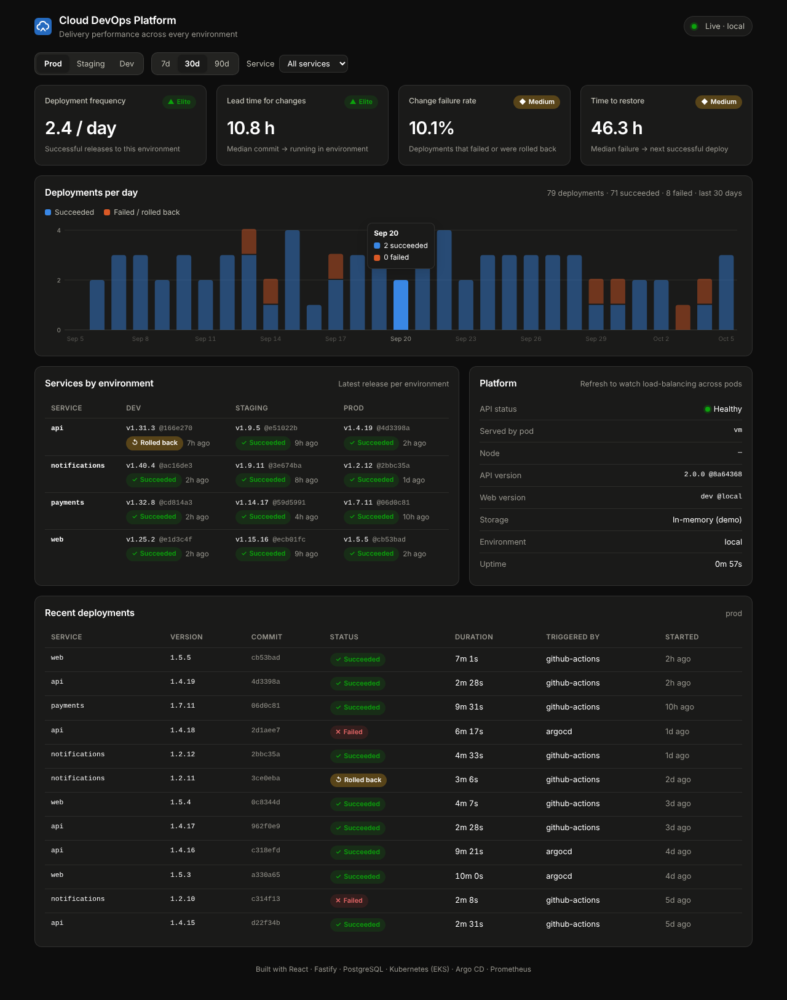 Cloud DevOps Platform
Delivery performance across every environment
Live · local
Prod Staging Dev 7d 30d 90d Service All services
Deployment frequency ▲ Elite
2.4 / day
Successful releases to this environment
Lead time for changes ▲ Elite
10.8 h
Median commit → running in environment
Change failure rate ◆ Medium
10.1%
Deployments that failed or were rolled back
Time to restore ◆ Medium
46.3 h
Median failure → next successful deploy
Deployments per day 79 deployments · 71 succeeded · 8 failed · last 30 days
Succeeded Failed / rolled back
4
2
0
Sep 20
2 succeeded
0 failed
Sep 5 Sep 8 Sep 11 Sep 14 Sep 17 Sep 20 Sep 23 Sep 26 Sep 29 Oct 2 Oct 5
Services by environment Latest release per environment
SERVICE DEV STAGING PROD
api v1.31.3 @166e270 v1.9.5 @e51022b v1.4.19 @4d3398a
↺ Rolled back 7h ago ✓ Succeeded 9h ago ✓ Succeeded 2h ago
notifications v1.40.4 @ac16de3 v1.9.11 @3e674ba v1.2.12 @2bbc35a
✓ Succeeded 2h ago ✓ Succeeded 8h ago ✓ Succeeded 1d ago
payments v1.32.8 @cd814a3 v1.14.17 @59d5991 v1.7.11 @06d0c81
✓ Succeeded 2h ago ✓ Succeeded 4h ago ✓ Succeeded 10h ago
web v1.25.2 @e1d3c4f v1.15.16 @ecb01fc v1.5.5 @cb53bad
✓ Succeeded 2h ago ✓ Succeeded 9h ago ✓ Succeeded 2h ago
Platform Refresh to watch load-balancing across pods
API status Healthy
Served by pod vm
Node –
API version 2.0.0 @8a64368
Web version dev @local
Storage In-memory (demo)
Environment local
Uptime 0m 57s
Recent deployments prod
SERVICE VERSION COMMIT STATUS DURATION TRIGGERED BY STARTED
web 1.5.5 cb53bad ✓ Succeeded 7m 1s github-actions 2h ago
api 1.4.19 4d3398a ✓ Succeeded 2m 28s github-actions 2h ago
payments 1.7.11 06d0c81 ✓ Succeeded 9m 31s github-actions 10h ago
api 1.4.18 2d1aee7 ✕ Failed 6m 17s argocd 1d ago
notifications 1.2.12 2bbc35a ✓ Succeeded 4m 33s github-actions 1d ago
notifications 1.2.11 3ce0eba ↺ Rolled back 3m 6s github-actions 2d ago
web 1.5.4 0c8344d ✓ Succeeded 4m 7s github-actions 3d ago
api 1.4.17 962f0e9 ✓ Succeeded 2m 28s github-actions 3d ago
api 1.4.16 c318efd ✓ Succeeded 9m 21s argocd 4d ago
web 1.5.3 a330a65 ✓ Succeeded 10m 0s argocd 4d ago
notifications 1.2.10 c314f13 ✕ Failed 2m 8s github-actions 5d ago
api 1.4.15 d22f34b ✓ Succeeded 2m 31s github-actions 5d ago
Built with React · Fastify · PostgreSQL · Kubernetes (EKS) · Argo CD · Prometheus